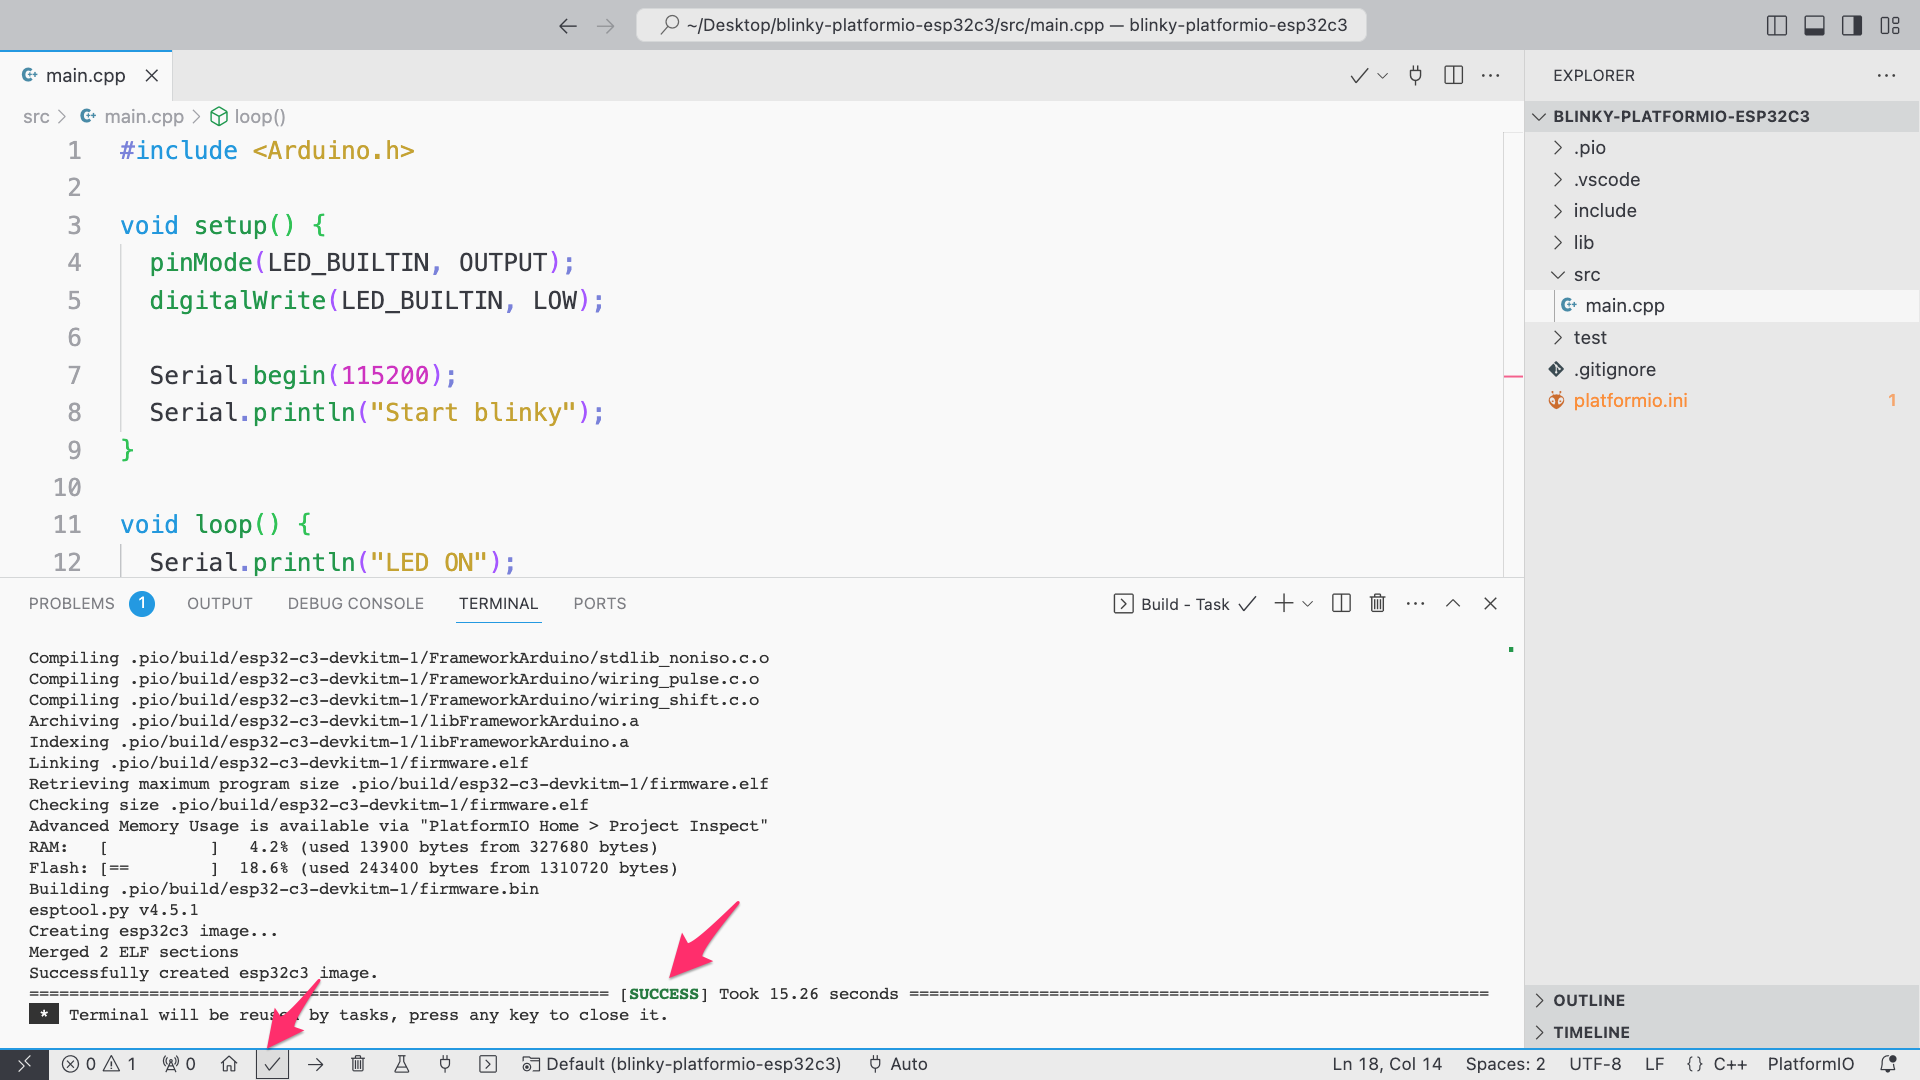 ~/Desktop/blinky-platformio-esp32c3/src/main.cpp — blinky-platformio-esp32c3
main.cpp
src > main.cpp > loop()
1 #include <Arduino.h>
2
3 void setup() {
4 pinMode(LED_BUILTIN, OUTPUT);
5 digitalWrite(LED_BUILTIN, LOW);
6
7 Serial.begin(115200);
8 Serial.println("Start blinky");
9 }
10
11 void loop() {
12 Serial.println("LED ON");
EXPLORER
BLINKY-PLATFORMIO-ESP32C3
.pio
.vscode
include
lib
src
main.cpp
test
.gitignore
platformio.ini 1
OUTLINE
TIMELINE
PROBLEMS 1 OUTPUT DEBUG CONSOLE TERMINAL PORTS Build - Task
Compiling .pio/build/esp32-c3-devkitm-1/FrameworkArduino/stdlib_noniso.c.o
Compiling .pio/build/esp32-c3-devkitm-1/FrameworkArduino/wiring_pulse.c.o
Compiling .pio/build/esp32-c3-devkitm-1/FrameworkArduino/wiring_shift.c.o
Archiving .pio/build/esp32-c3-devkitm-1/libFrameworkArduino.a
Indexing .pio/build/esp32-c3-devkitm-1/libFrameworkArduino.a
Linking .pio/build/esp32-c3-devkitm-1/firmware.elf
Retrieving maximum program size .pio/build/esp32-c3-devkitm-1/firmware.elf
Checking size .pio/build/esp32-c3-devkitm-1/firmware.elf
Advanced Memory Usage is available via "PlatformIO Home > Project Inspect"
RAM: [          ] 4.2% (used 13900 bytes from 327680 bytes)
Flash: [==        ] 18.6% (used 243400 bytes from 1310720 bytes)
Building .pio/build/esp32-c3-devkitm-1/firmware.bin
esptool.py v4.5.1
Creating esp32c3 image...
Merged 2 ELF sections
Successfully created esp32c3 image.
========================================================== [SUCCESS] Took 15.26 seconds ==========================================================
* Terminal will be reused by tasks, press any key to close it.
0 1 0 Default (blinky-platformio-esp32c3) Auto Ln 18, Col 14 Spaces: 2 UTF-8 LF {} C++ PlatformIO